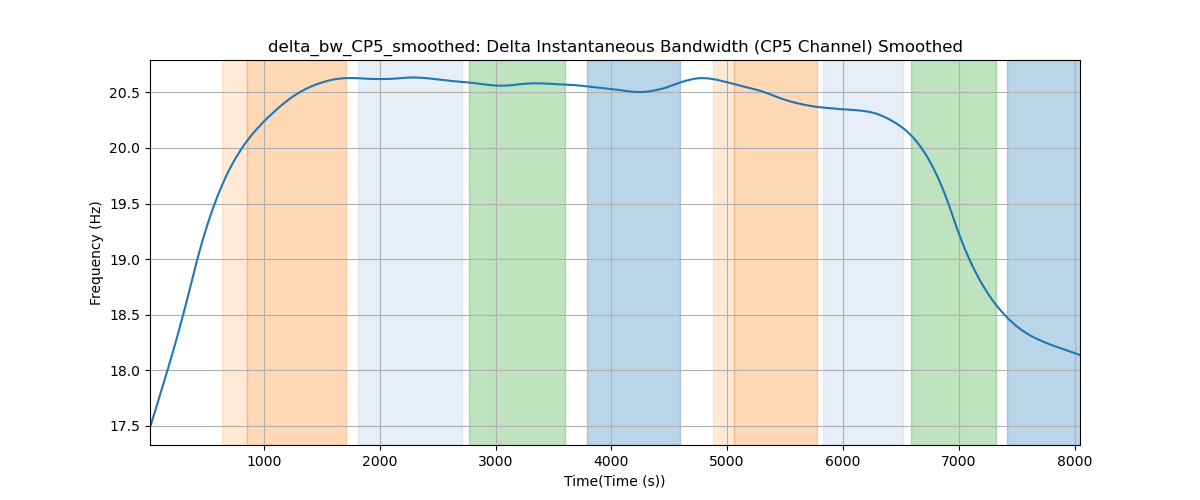 delta_bw_CP5_smoothed: Delta Instantaneous Bandwidth (CP5 Channel) Smoothed
Frequency (Hz)
20.5
20.0
19.5
19.0
18.5
18.0
17.5
1000 2000 3000 4000 5000 6000 7000 8000
Time(Time (s))